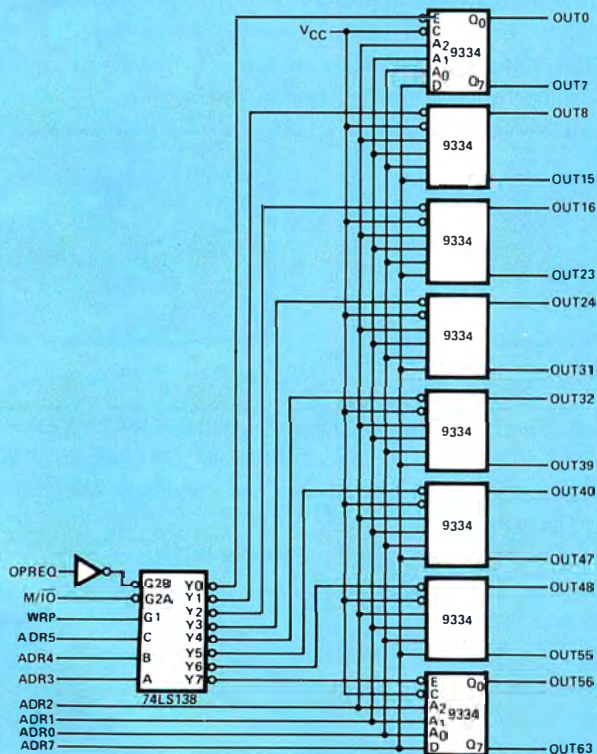 VCC
E Q0 OUT0
C
A2 9334
A1
A0
D Q7 OUT7
OUT8
9334
OUT15
OUT16
9334
OUT23
OUT24
9334
OUT31
OUT32
9334
OUT39
OUT40
9334
OUT47
OUT48
9334
OUT55
E Q0 OUT56
C
A2 9334
A1
A0
D Q7 OUT63
OPREQ G2B Y0
M/I̅O̅ G2A Y1
WRP G1 Y2
ADR5 C Y3
Y4
ADR4 B Y5
Y6
ADR3 A Y7
74LS138
ADR2
ADR1
ADR0
ADR7